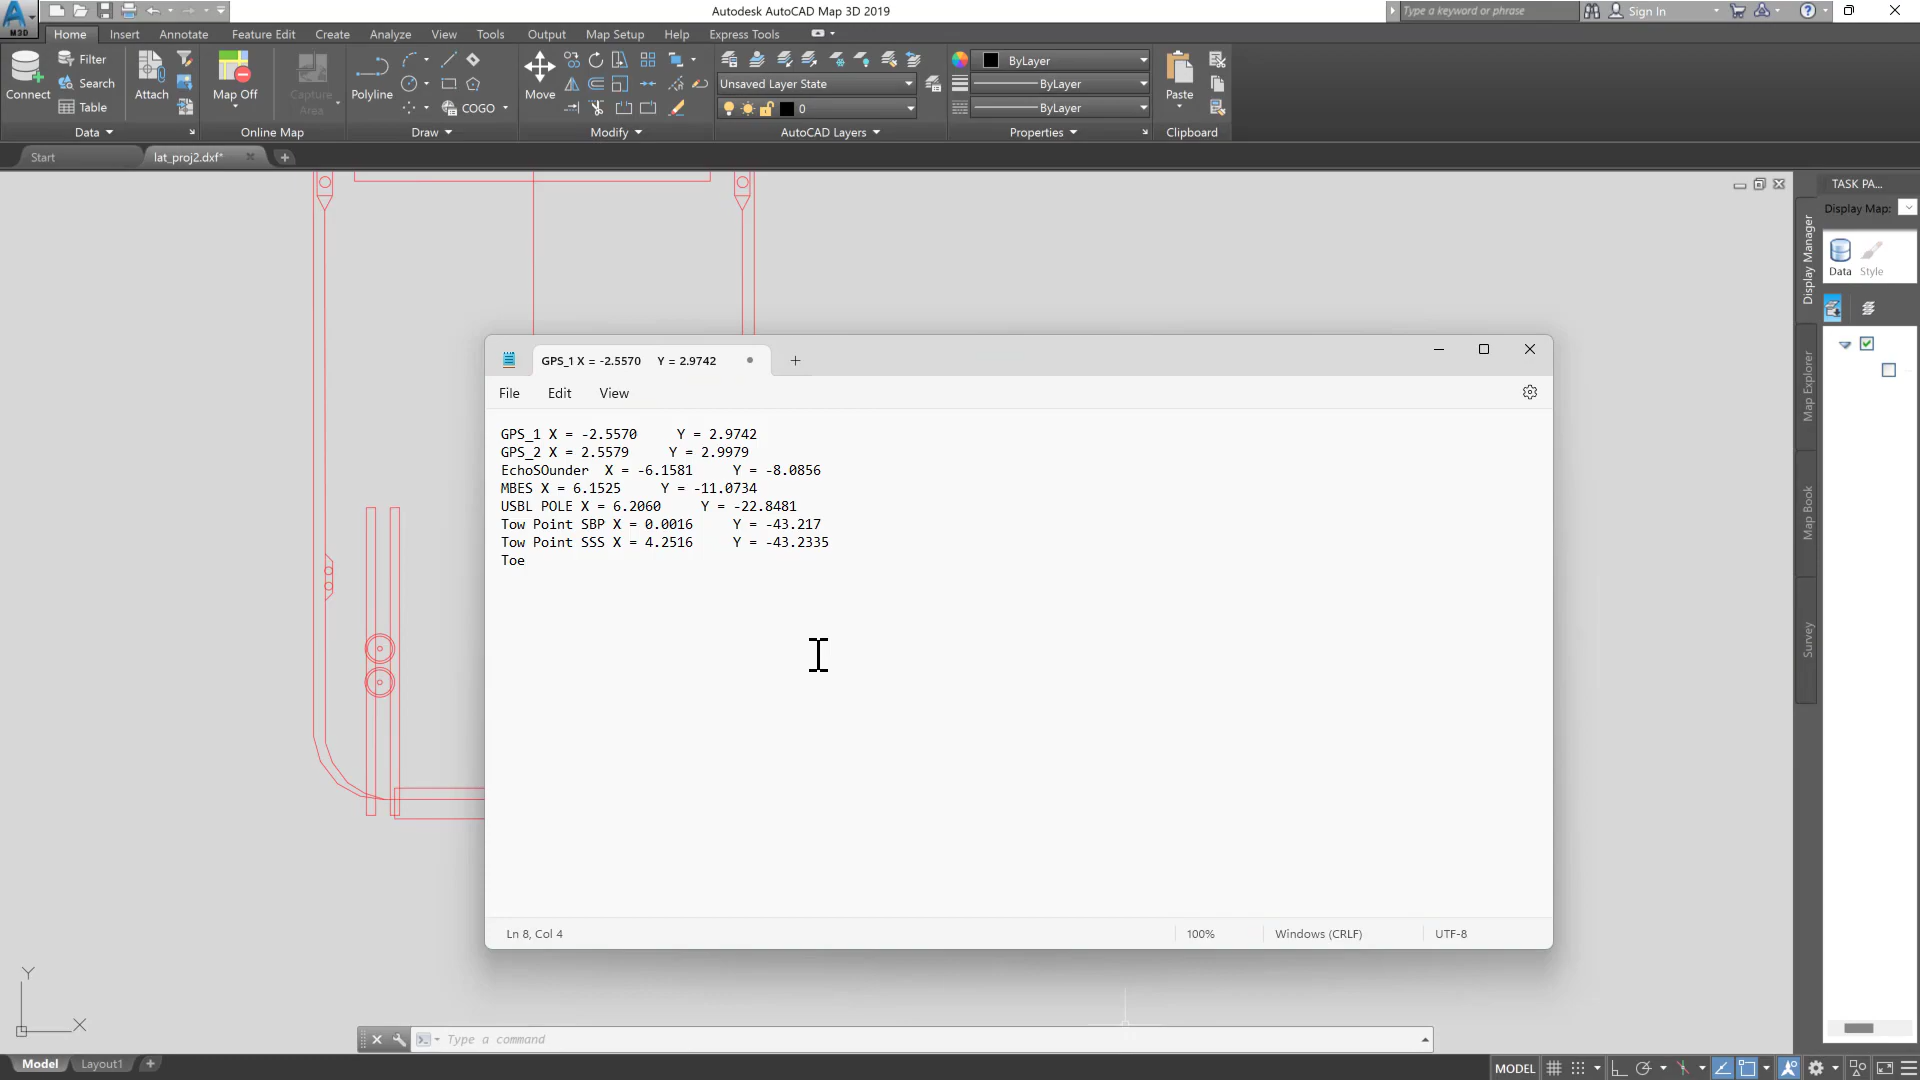 M3D
Autodesk AutoCAD Map 3D 2019
Type a keyword or phrase
Sign In
Home Insert Annotate Feature Edit Create Analyze View Tools Output Map Setup Help Express Tools
Connect
Filter
Search
Table
Data
Attach
Map Off
Online Map
Capture
Area
Polyline
COGO
Draw
Move
Modify
Unsaved Layer State
0
AutoCAD Layers
ByLayer
ByLayer
ByLayer
Properties
Paste
Clipboard
Start
lat_proj2.dxf*
TASK PA...
Display Map:
Data Style
Display Manager
Map Explorer
Map Book
Survey
GPS_1 X = -2.5570 Y = 2.9742
File Edit View
GPS_1 X = -2.5570 Y = 2.9742
GPS_2 X = 2.5579 Y = 2.9979
EchoSOunder X = -6.1581 Y = -8.0856
MBES X = 6.1525 Y = -11.0734
USBL POLE X = 6.2060 Y = -22.8481
Tow Point SBP X = 0.0016 Y = -43.217
Tow Point SSS X = 4.2516 Y = -43.2335
Toe
Ln 8, Col 4
100%
Windows (CRLF)
UTF-8
Y
X
Type a command
Model Layout1
MODEL